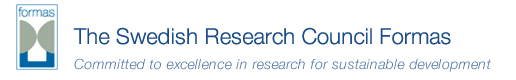 formas
The Swedish Research Council Formas
Committed to excellence in research for sustainable development